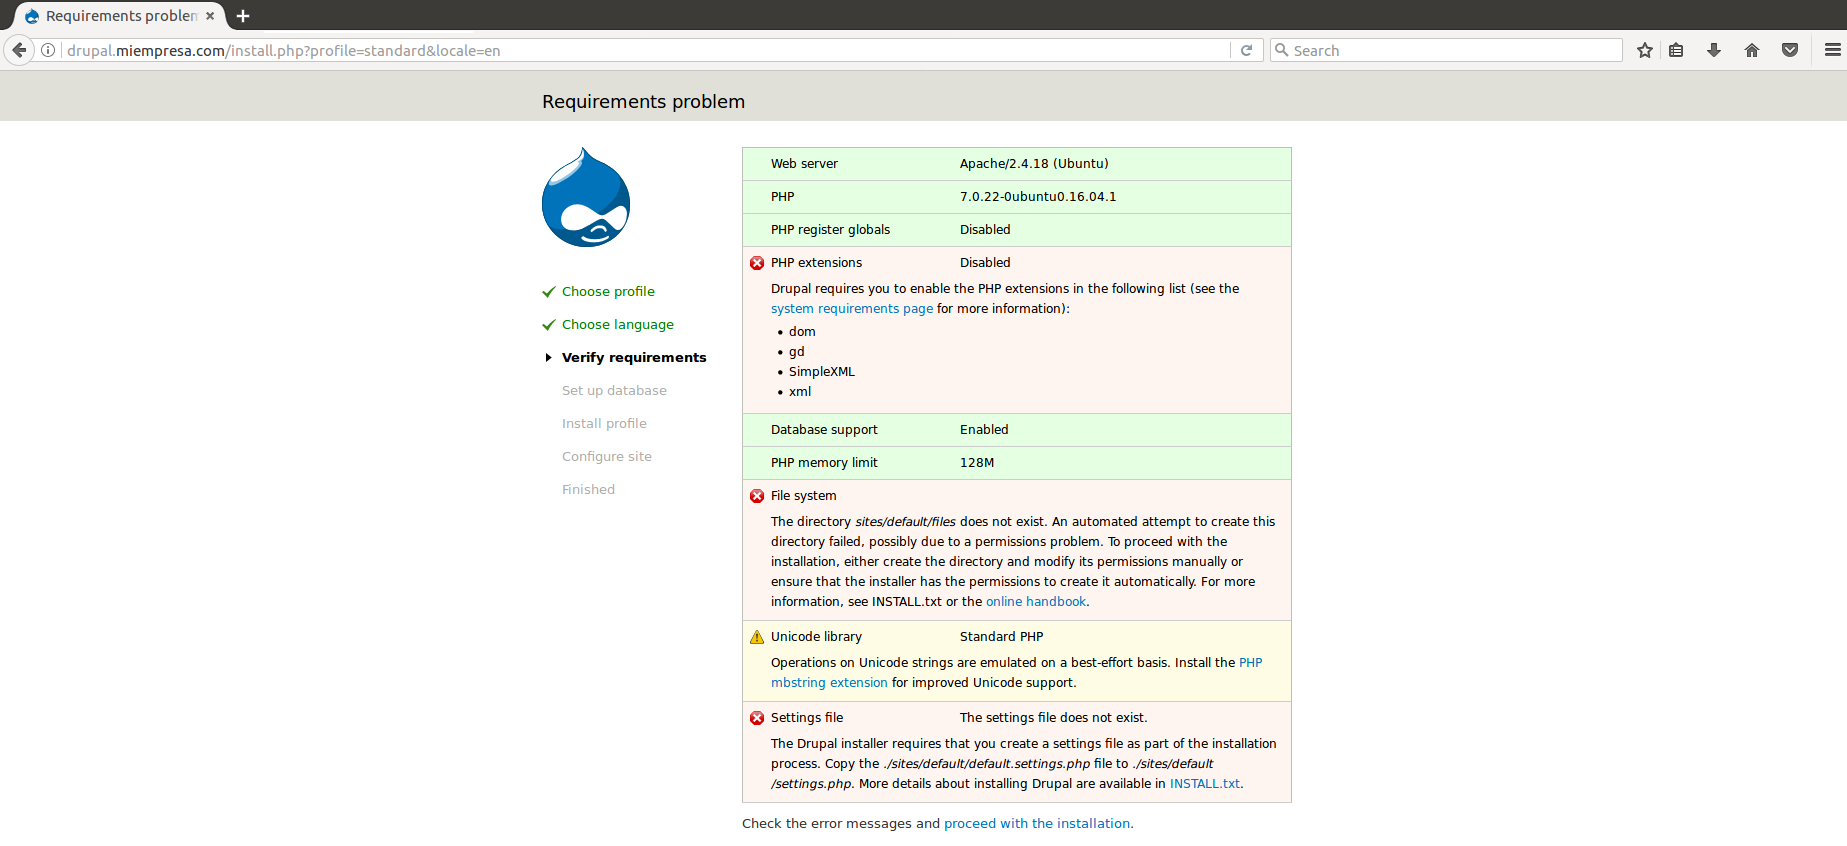 Requirements problem
drupal.miempresa.com/install.php?profile=standard&locale=en
Search
Requirements problem
Choose profile
Choose language
Verify requirements
Set up database
Install profile
Configure site
Finished
Web server Apache/2.4.18 (Ubuntu)
PHP 7.0.22-0ubuntu0.16.04.1
PHP register globals Disabled
PHP extensions Disabled
Drupal requires you to enable the PHP extensions in the following list (see the
system requirements page for more information):
• dom
• gd
• SimpleXML
• xml
Database support Enabled
PHP memory limit 128M
File system
The directory sites/default/files does not exist. An automated attempt to create this
directory failed, possibly due to a permissions problem. To proceed with the
installation, either create the directory and modify its permissions manually or
ensure that the installer has the permissions to create it automatically. For more
information, see INSTALL.txt or the online handbook.
Unicode library Standard PHP
Operations on Unicode strings are emulated on a best-effort basis. Install the PHP
mbstring extension for improved Unicode support.
Settings file The settings file does not exist.
The Drupal installer requires that you create a settings file as part of the installation
process. Copy the ./sites/default/default.settings.php file to ./sites/default
/settings.php. More details about installing Drupal are available in INSTALL.txt.
Check the error messages and proceed with the installation.